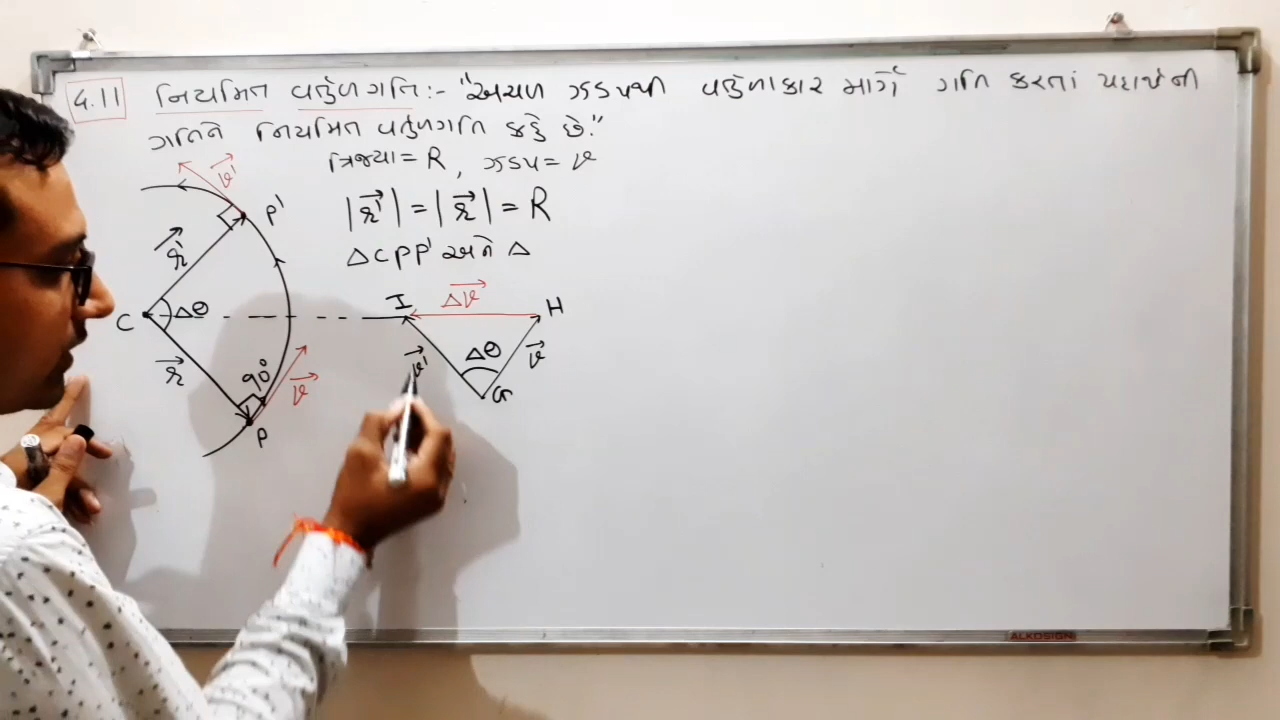 4.11 નિયમિત વર્તુળગતિ :- "અચળ ઝડપથી વર્તુળાકાર માર્ગે ગતિ કરતાં પદાર્થની
ગતિને નિયમિત વર્તુળગતિ કહે છે."
ત્રિજ્યા = R, ઝડપ = v
|r⃗'| = |r⃗| = R
ΔCPP' અને Δ
v⃗'
P'
r⃗'
C
Δθ
r⃗
90°
P
v⃗
I
Δv⃗
H
v⃗'
Δθ
v⃗
G
ALKOSIGN